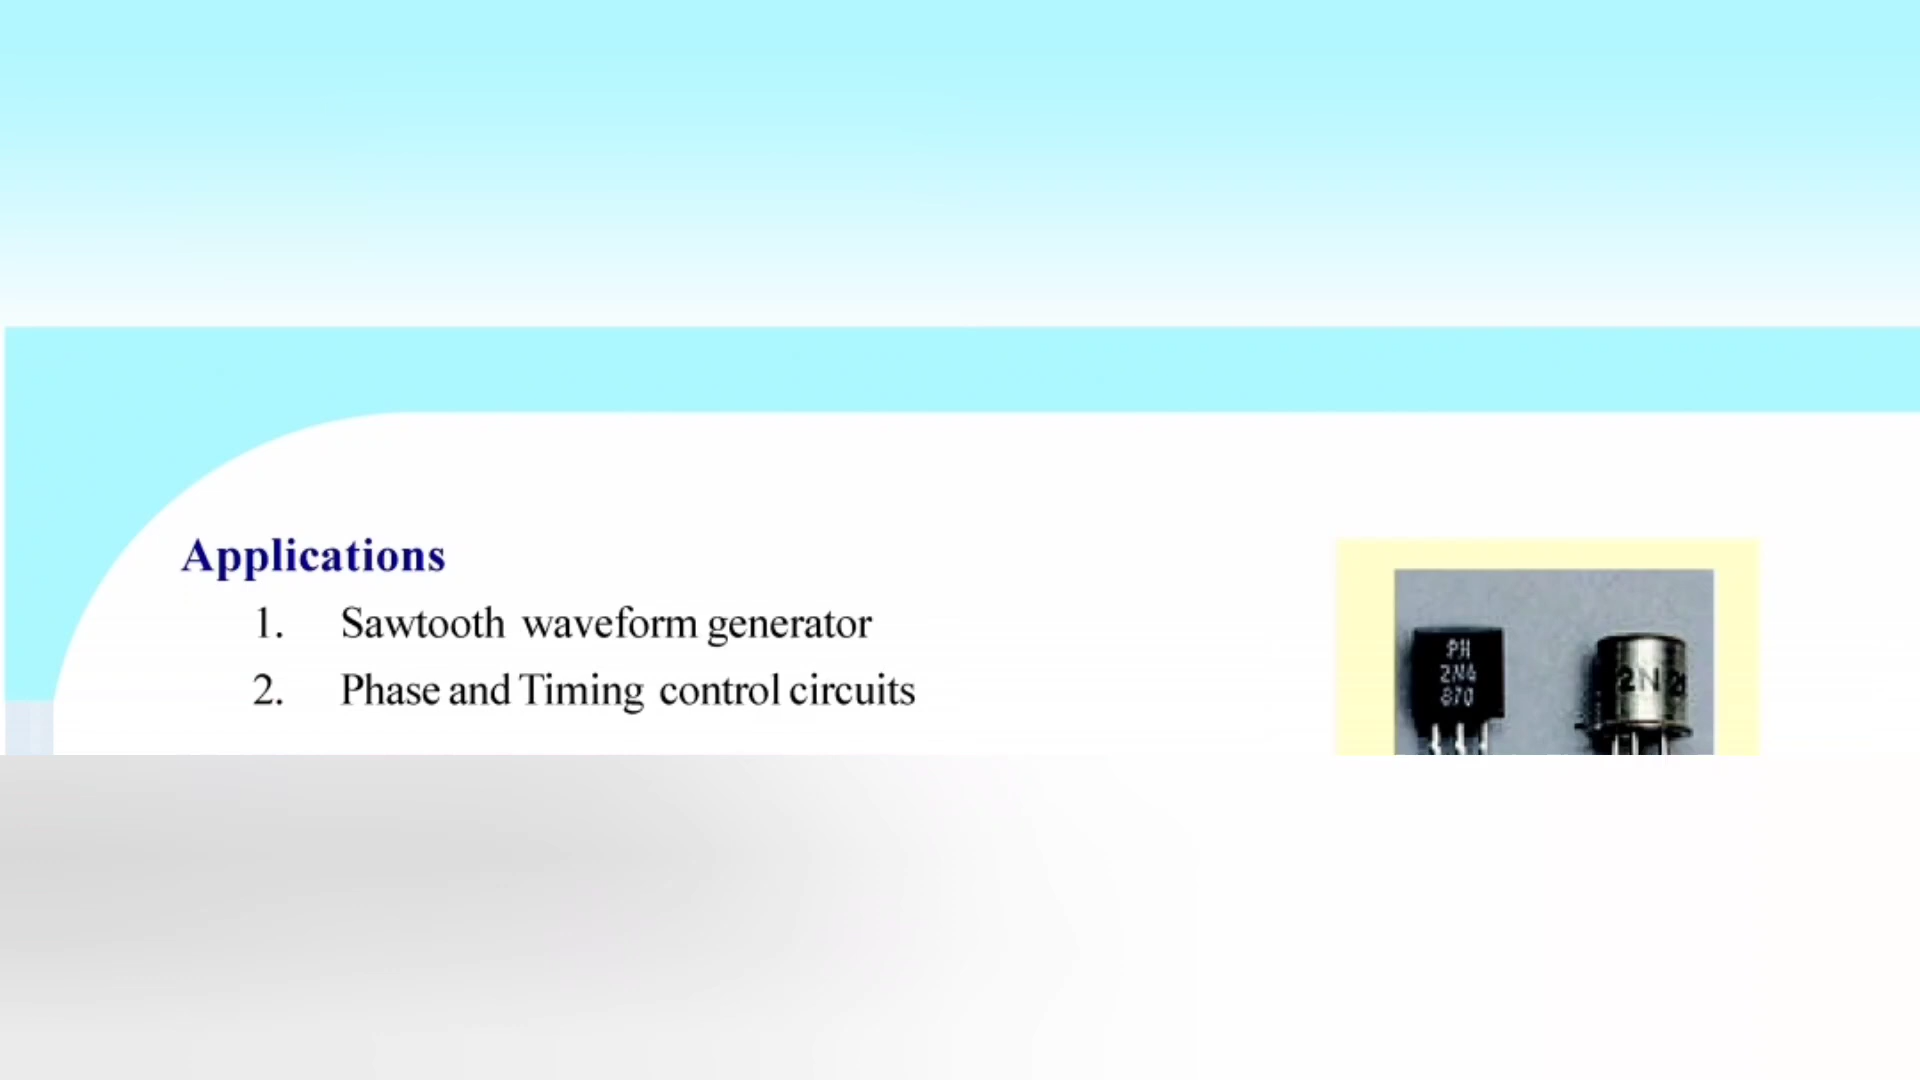 Applications
1. Sawtooth waveform generator
2. Phase and Timing control circuits
PH
2N6
870
2N